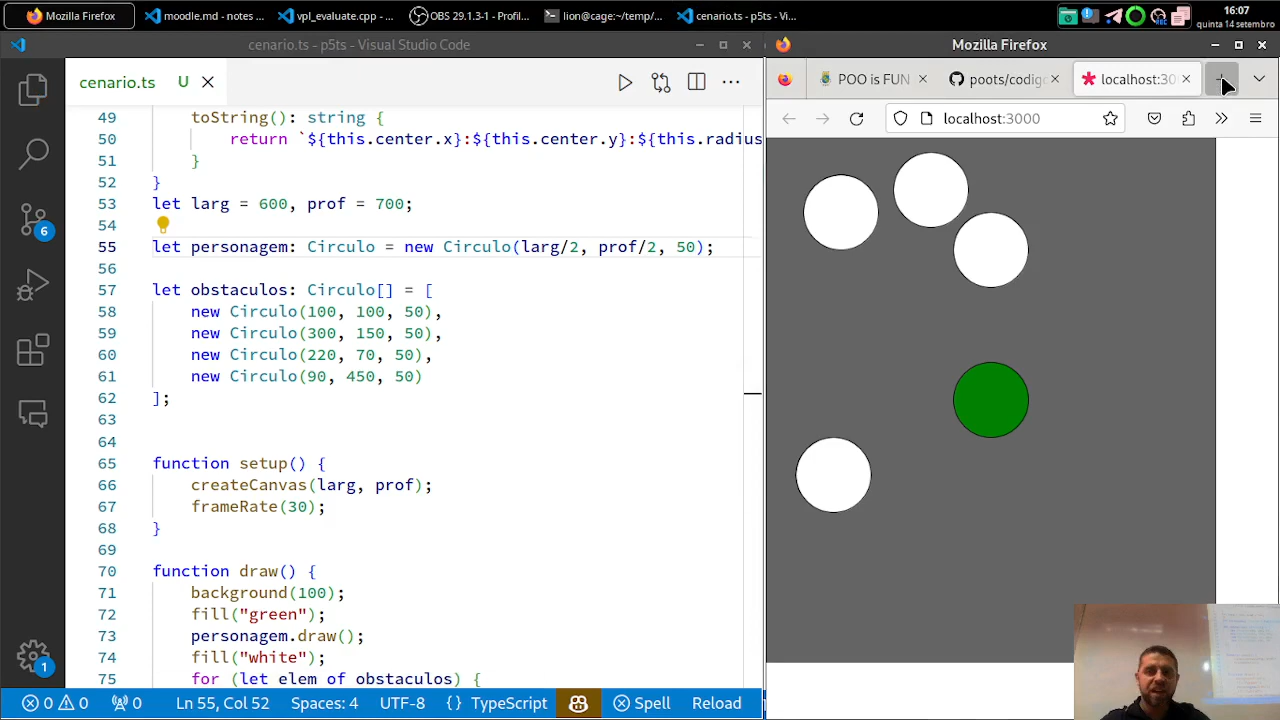 Mozilla Firefox
moodle.md - notes ...
vpl_evaluate.cpp - ...
OBS 29.1.3-1 - Profil...
lion@cage:~/temp/...
cenario.ts - p5ts - Vi...
16:07
quinta 14 setembro
cenario.ts - p5ts - Visual Studio Code
Mozilla Firefox
cenario.ts U
POO is FUN
poots/codigo
localhost:30
localhost:3000
49 toString(): string {
50 return `${this.center.x}:${this.center.y}:${this.radius
51 }
52 }
53 let larg = 600, prof = 700;
54
55 let personagem: Circulo = new Circulo(larg/2, prof/2, 50);
56
57 let obstaculos: Circulo[] = [
58 new Circulo(100, 100, 50),
59 new Circulo(300, 150, 50),
60 new Circulo(220, 70, 50),
61 new Circulo(90, 450, 50)
62 ];
63
64
65 function setup() {
66 createCanvas(larg, prof);
67 frameRate(30);
68 }
69
70 function draw() {
71 background(100);
72 fill("green");
73 personagem.draw();
74 fill("white");
75 for (let elem of obstaculos) {
6
1
0 0 0 Ln 55, Col 52 Spaces: 4 UTF-8 {} TypeScript Spell Reload